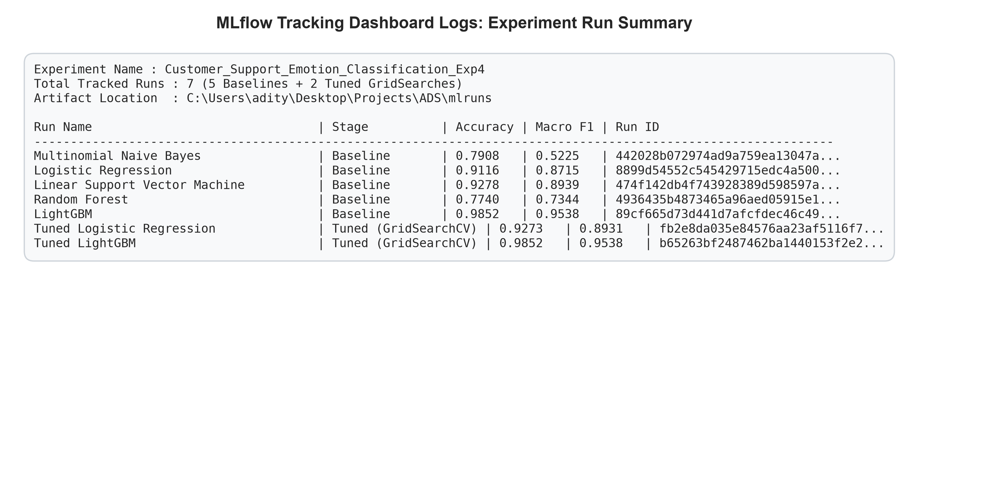 MLflow Tracking Dashboard Logs: Experiment Run Summary
Experiment Name : Customer_Support_Emotion_Classification_Exp4
Total Tracked Runs : 7 (5 Baselines + 2 Tuned GridSearches)
Artifact Location  : C:\Users\adity\Desktop\Projects\ADS\mlruns
Run Name                               | Stage          | Accuracy | Macro F1 | Run ID
--------------------------------------------------------------------------------------------------------------
Multinomial Naive Bayes                | Baseline       | 0.7908   | 0.5225   | 442028b072974ad9a759ea13047a...
Logistic Regression                    | Baseline       | 0.9116   | 0.8715   | 8899d54552c545429715edc4a500...
Linear Support Vector Machine          | Baseline       | 0.9278   | 0.8939   | 474f142db4f743928389d598597a...
Random Forest                          | Baseline       | 0.7740   | 0.7344   | 4936435b4873465a96aed05915e1...
LightGBM                               | Baseline       | 0.9852   | 0.9538   | 89cf665d73d441d7afcfdec46c49...
Tuned Logistic Regression              | Tuned (GridSearchCV) | 0.9273   | 0.8931   | fb2e8da035e84576aa23af5116f7...
Tuned LightGBM                         | Tuned (GridSearchCV) | 0.9852   | 0.9538   | b65263bf2487462ba1440153f2e2...